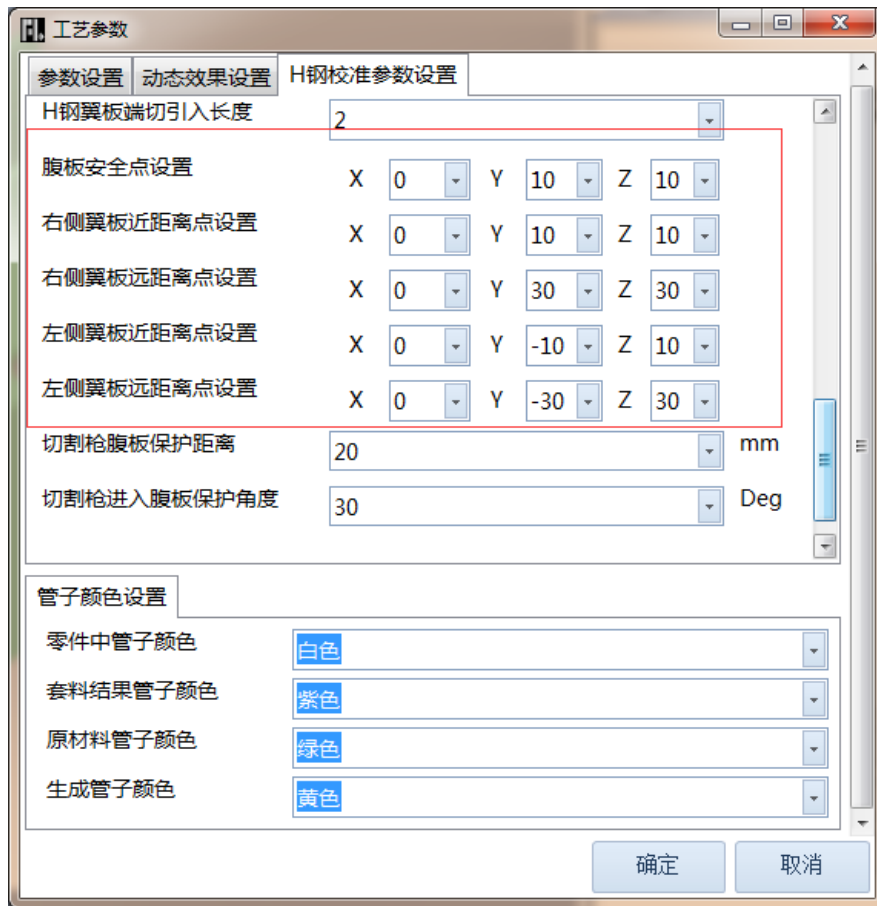 工艺参数
参数设置 动态效果设置 H钢校准参数设置
H钢翼板端切引入长度 2
腹板安全点设置 X 0 Y 10 Z 10
右侧翼板近距离点设置 X 0 Y 10 Z 10
右侧翼板远距离点设置 X 0 Y 30 Z 30
左侧翼板近距离点设置 X 0 Y -10 Z 10
左侧翼板远距离点设置 X 0 Y -30 Z 30
切割枪腹板保护距离 20 mm
切割枪进入腹板保护角度 30 Deg
管子颜色设置
零件中管子颜色 白色
套料结果管子颜色 紫色
原材料管子颜色 绿色
生成管子颜色 黄色
确定 取消